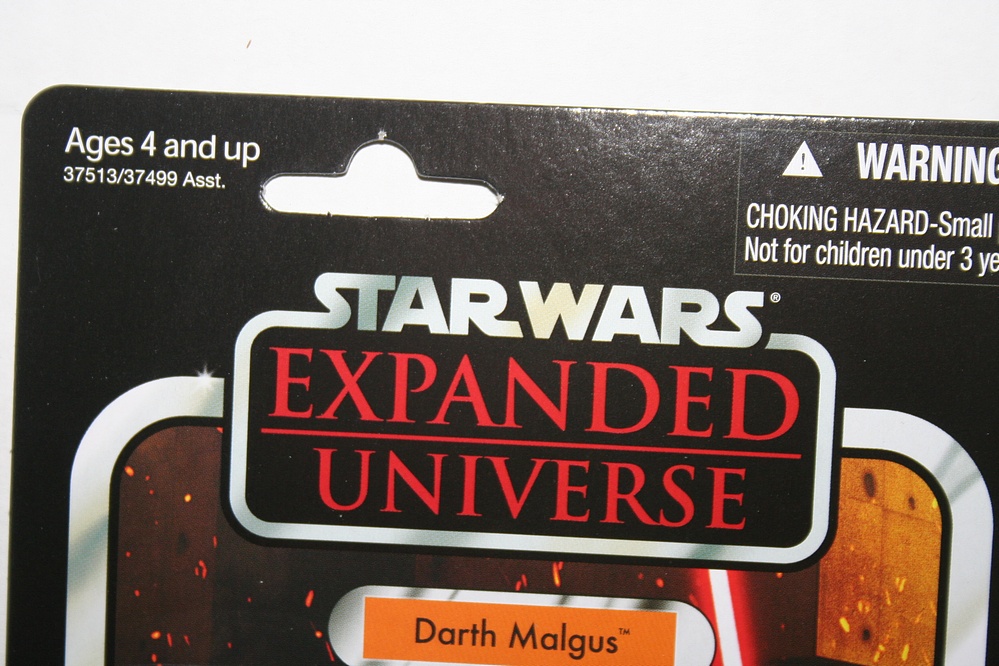 Ages 4 and up
37513/37499 Asst.
WARNING
CHOKING HAZARD-Small
Not for children under 3
STAR WARS®
EXPANDED
UNIVERSE
Darth Malgus™